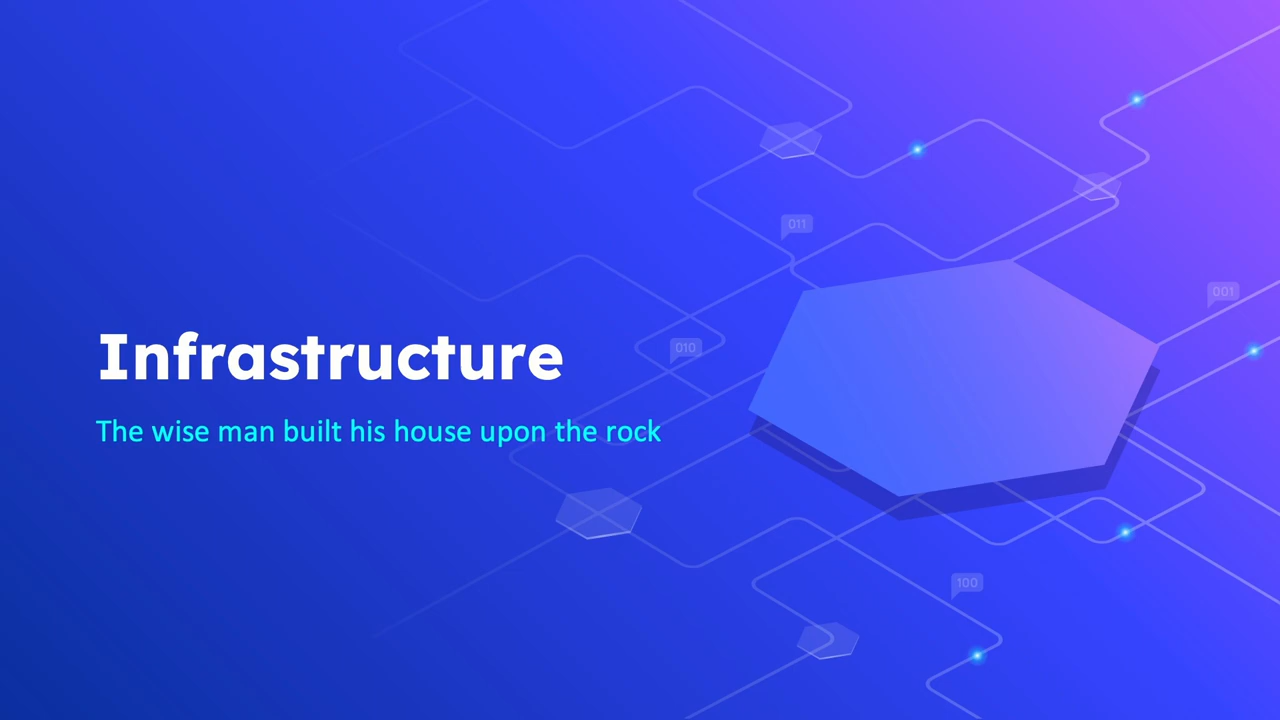 011
001
Infrastructure
010
The wise man built his house upon the rock
100